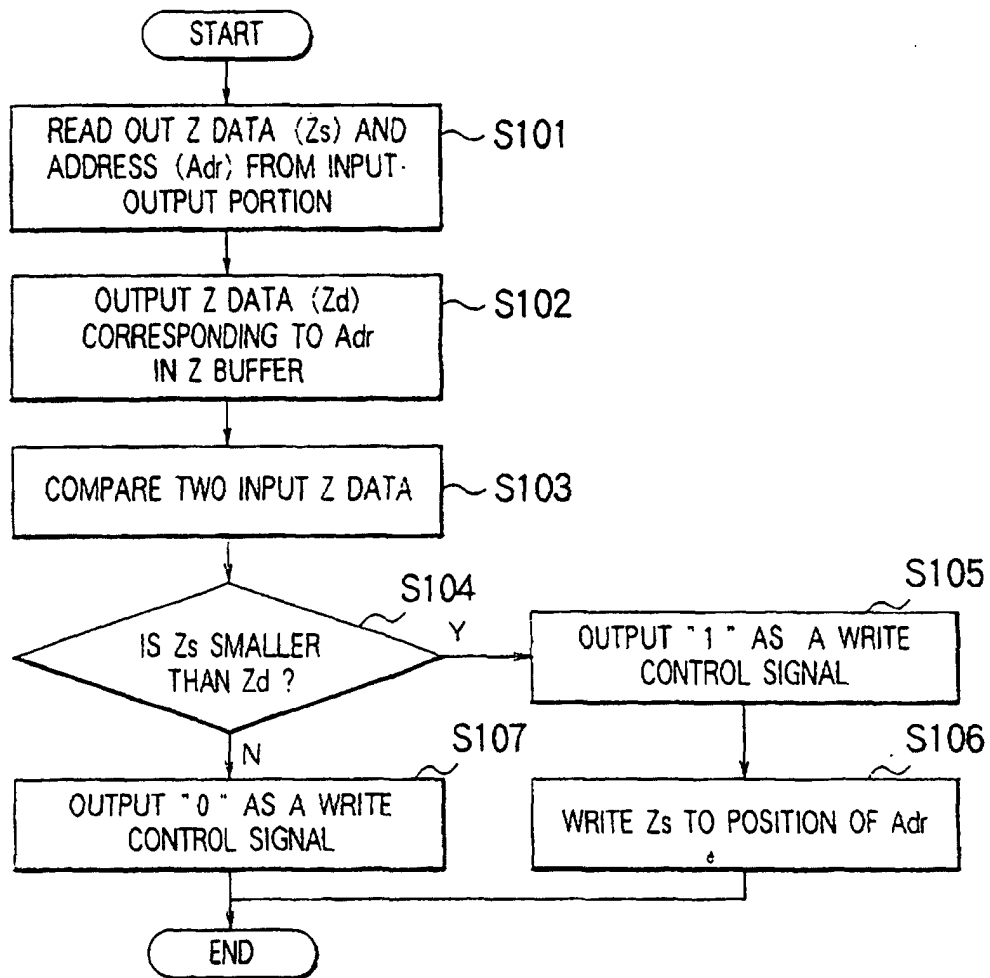 START
READ OUT Z DATA (Zs) AND
ADDRESS (Adr) FROM INPUT-
OUTPUT PORTION
S101
OUTPUT Z DATA (Zd)
CORRESPONDING TO Adr
IN Z BUFFER
S102
COMPARE TWO INPUT Z DATA
S103
IS Zs SMALLER
THAN Zd ?
S104
Y
OUTPUT "1" AS A WRITE
CONTROL SIGNAL
S105
WRITE Zs TO POSITION OF Adr
S106
N
OUTPUT "0" AS A WRITE
CONTROL SIGNAL
S107
END